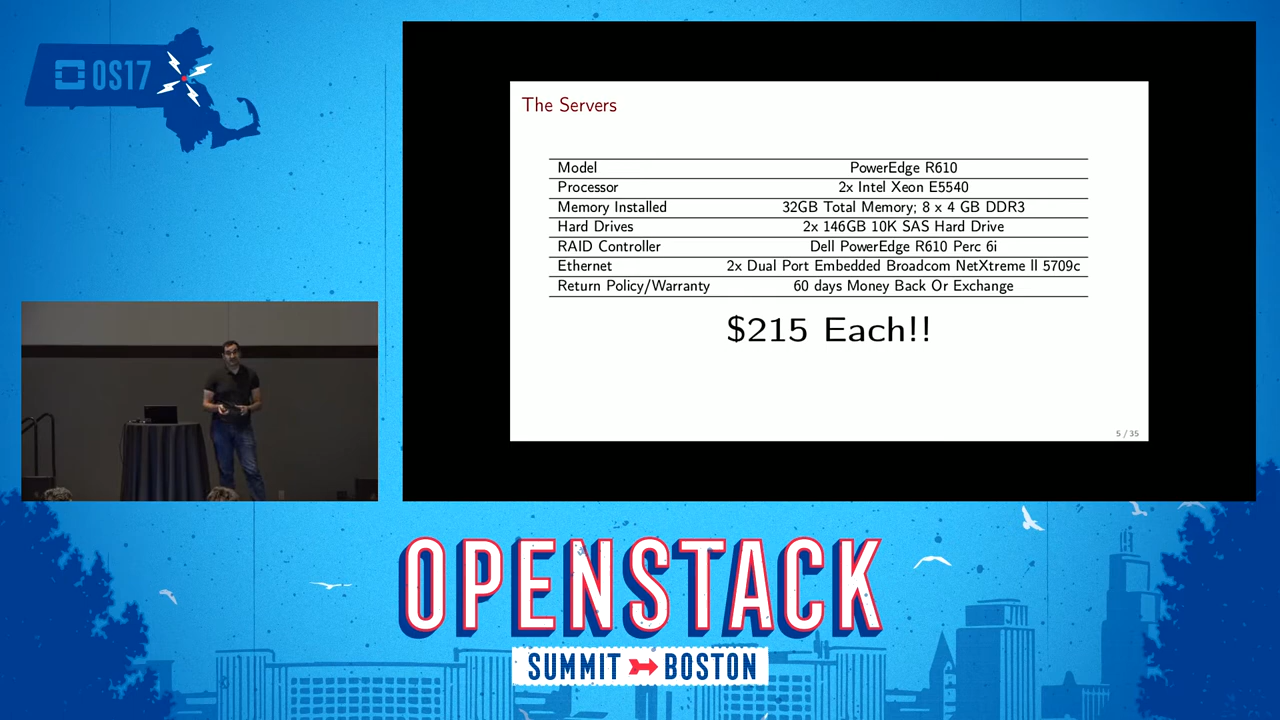 OS17
The Servers
Model PowerEdge R610
Processor 2x Intel Xeon E5540
Memory Installed 32GB Total Memory; 8 x 4 GB DDR3
Hard Drives 2x 146GB 10K SAS Hard Drive
RAID Controller Dell PowerEdge R610 Perc 6i
Ethernet 2x Dual Port Embedded Broadcom NetXtreme II 5709c
Return Policy/Warranty 60 days Money Back Or Exchange
$215 Each!!
5 / 35
OPENSTACK
SUMMIT BOSTON